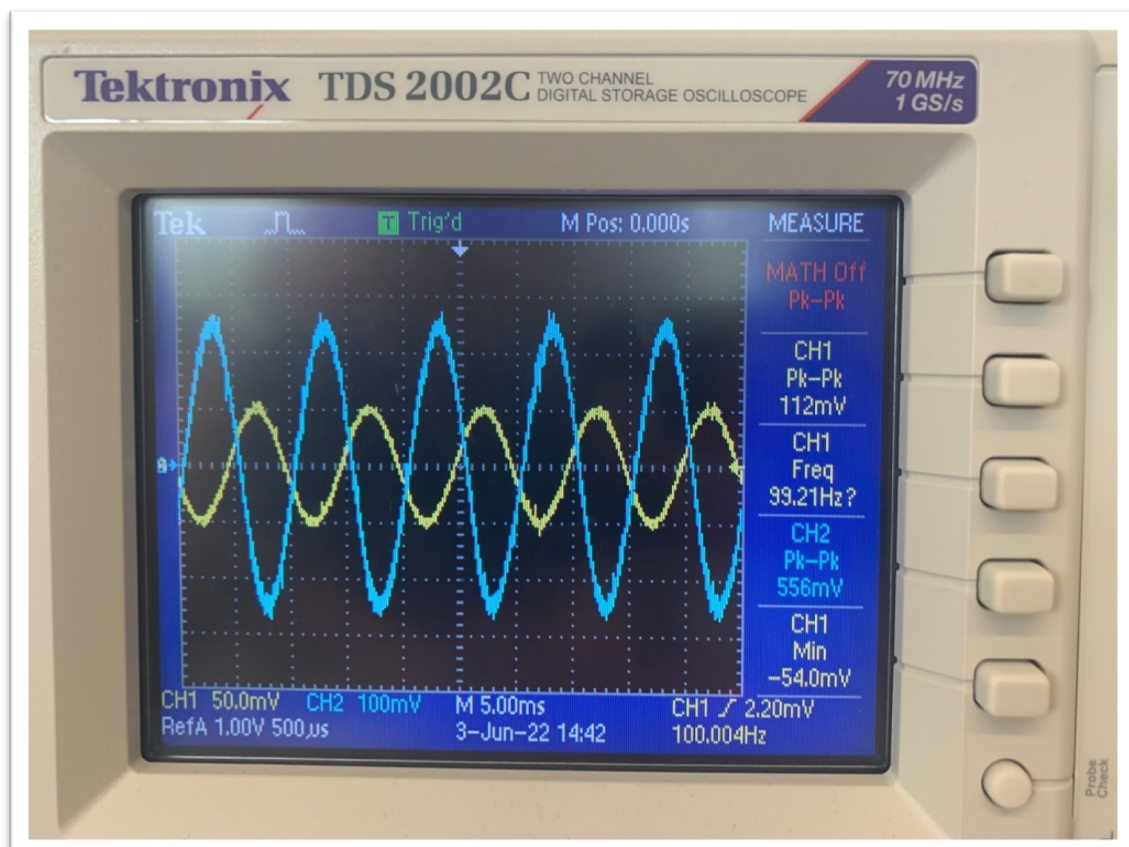 Tektronix TDS 2002C TWO CHANNEL DIGITAL STORAGE OSCILLOSCOPE 70 MHz 1 GS/s
Tek T Trig'd M Pos: 0.000s MEASURE
MATH Off
Pk-Pk
CH1
Pk-Pk
112mV
CH1
Freq
99.21Hz?
CH2
Pk-Pk
556mV
CH1
Min
-54.0mV
CH1 50.0mV CH2 100mV M 5.00ms CH1 / 2.20mV
RefA 1.00V 500µs 3-Jun-22 14:42 100.004Hz
Probe
Check